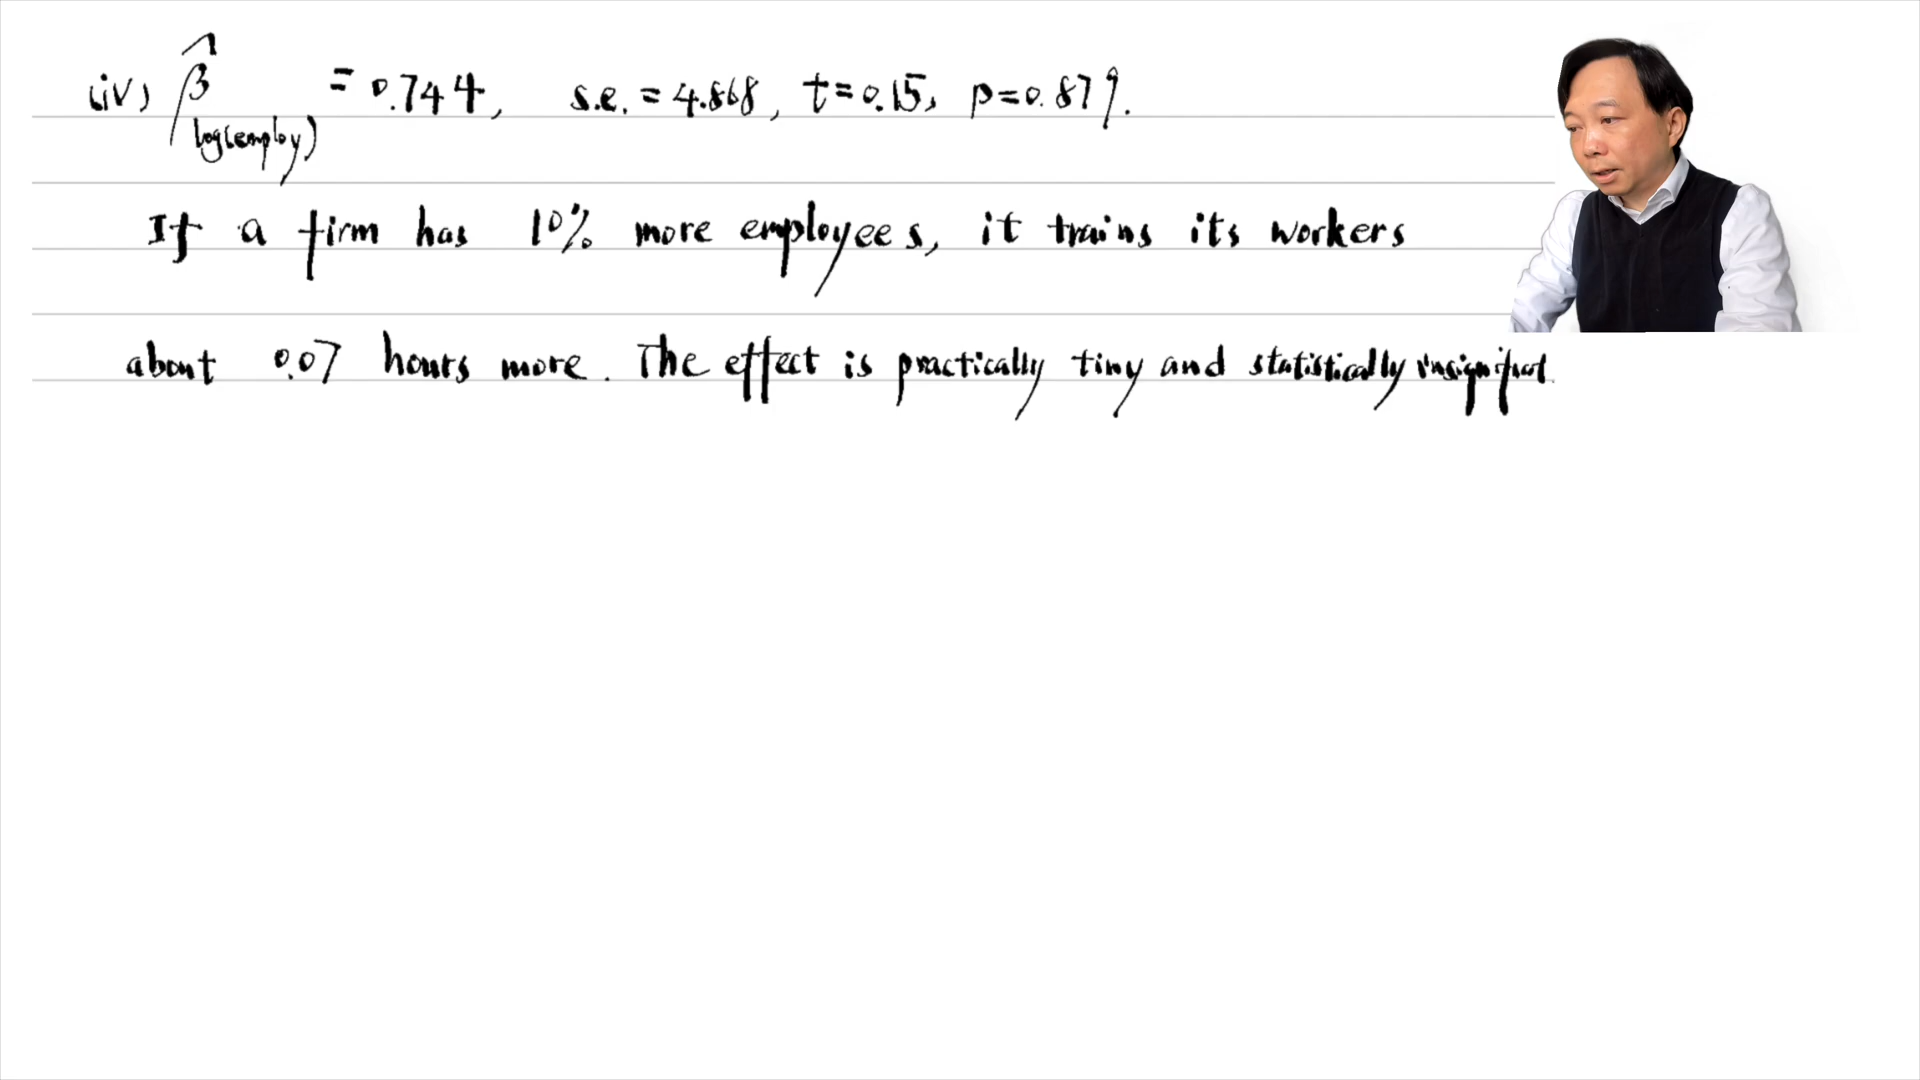 (iv) β̂log(employ) = 0.744, s.e. = 4.868, t=0.15, p=0.879.
If a firm has 10% more employees, it trains its workers
about 0.07 hours more. The effect is practically tiny and statistically insignificant.